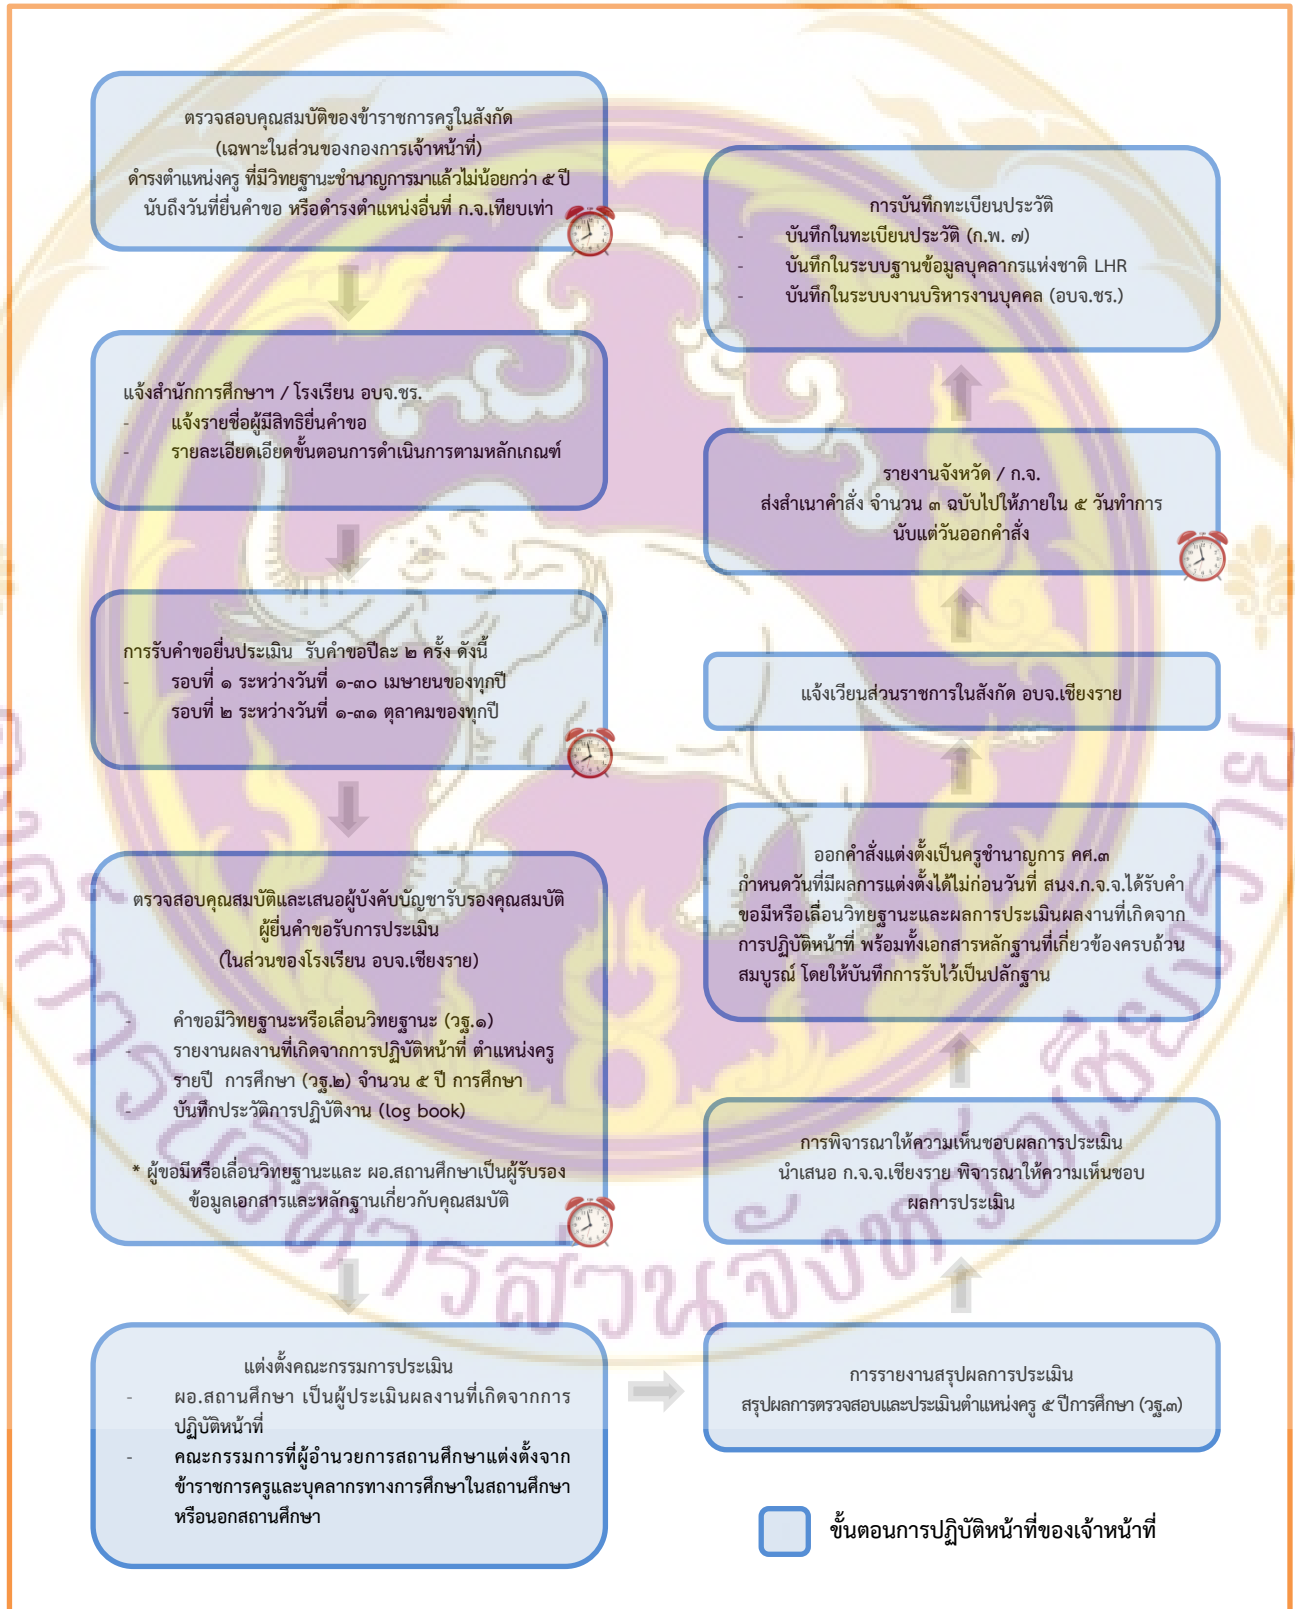 ตรวจสอบคุณสมบัติของข้าราชการครูในสังกัด
(เฉพาะในส่วนของกองการเจ้าหน้าที่)
ดำรงตำแหน่งครู ที่มีวิทยฐานะชำนาญการมาแล้วไม่น้อยกว่า ๕ ปี
นับถึงวันที่ยื่นคำขอ หรือดำรงตำแหน่งอื่นที่ ก.จ.เทียบเท่า
แจ้งสำนักการศึกษาฯ / โรงเรียน อบจ.ชร.
- แจ้งรายชื่อผู้มีสิทธิยื่นคำขอ
- รายละเอียดเอียดขั้นตอนการดำเนินการตามหลักเกณฑ์
การรับคำขอยื่นประเมิน รับคำขอปีละ ๒ ครั้ง ดังนี้
- รอบที่ ๑ ระหว่างวันที่ ๑-๓๐ เมษายนของทุกปี
- รอบที่ ๒ ระหว่างวันที่ ๑-๓๑ ตุลาคมของทุกปี
ตรวจสอบคุณสมบัติและเสนอผู้บังคับบัญชารับรองคุณสมบัติ
ผู้ยื่นคำขอรับการประเมิน
(ในส่วนของโรงเรียน อบจ.เชียงราย)
- คำขอมีวิทยฐานะหรือเลื่อนวิทยฐานะ (วฐ.๑)
- รายงานผลงานที่เกิดจากการปฏิบัติหน้าที่ ตำแหน่งครู
รายปี การศึกษา (วฐ.๒) จำนวน ๕ ปี การศึกษา
- บันทึกประวัติการปฏิบัติงาน (log book)
* ผู้ขอมีหรือเลื่อนวิทยฐานะและ ผอ.สถานศึกษาเป็นผู้รับรอง
ข้อมูลเอกสารและหลักฐานเกี่ยวกับคุณสมบัติ
แต่งตั้งคณะกรรมการประเมิน
- ผอ.สถานศึกษา เป็นผู้ประเมินผลงานที่เกิดจากการ
ปฏิบัติหน้าที่
- คณะกรรมการที่ผู้อำนวยการสถานศึกษาแต่งตั้งจาก
ข้าราชการครูและบุคลากรทางการศึกษาในสถานศึกษา
หรือนอกสถานศึกษา
การรายงานสรุปผลการประเมิน
สรุปผลการตรวจสอบและประเมินตำแหน่งครู ๕ ปีการศึกษา (วฐ.๓)
การพิจารณาให้ความเห็นชอบผลการประเมิน
นำเสนอ ก.จ.จ.เชียงราย พิจารณาให้ความเห็นชอบ
ผลการประเมิน
ออกคำสั่งแต่งตั้งเป็นครูชำนาญการ คศ.๓
กำหนดวันที่มีผลการแต่งตั้งได้ไม่ก่อนวันที่ สนง.ก.จ.จ.ได้รับคำ
ขอมีหรือเลื่อนวิทยฐานะและผลการประเมินผลงานที่เกิดจาก
การปฏิบัติหน้าที่ พร้อมทั้งเอกสารหลักฐานที่เกี่ยวข้องครบถ้วน
สมบูรณ์ โดยให้บันทึกการรับไว้เป็นปลักฐาน
แจ้งเวียนส่วนราชการในสังกัด อบจ.เชียงราย
รายงานจังหวัด / ก.จ.
ส่งสำเนาคำสั่ง จำนวน ๓ ฉบับไปให้ภายใน ๕ วันทำการ
นับแต่วันออกคำสั่ง
การบันทึกทะเบียนประวัติ
- บันทึกในทะเบียนประวัติ (ก.พ. ๗)
- บันทึกในระบบฐานข้อมูลบุคลากรแห่งชาติ LHR
- บันทึกในระบบงานบริหารงานบุคคล (อบจ.ชร.)
ขั้นตอนการปฏิบัติหน้าที่ของเจ้าหน้าที่
องค์การบริหารส่วนจังหวัดเชียงราย